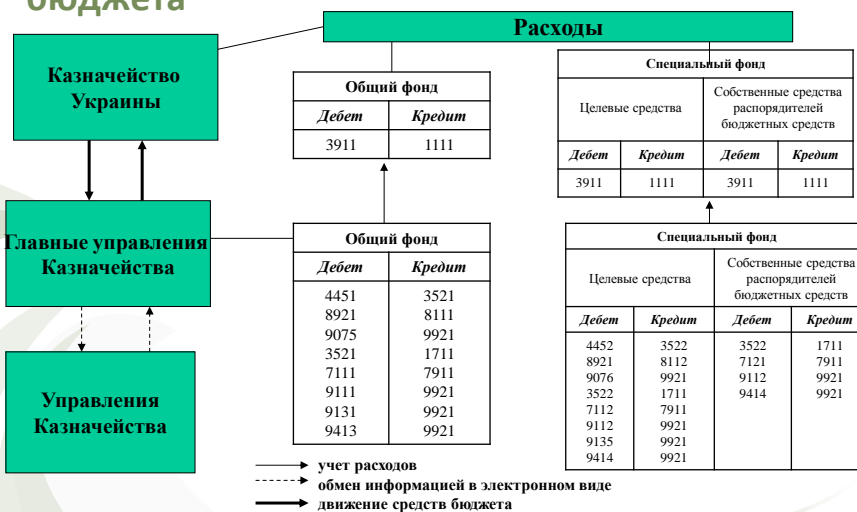 бюджета
Расходы
Казначейство
Украины
Общий фонд
Дебет Кредит
3911 1111
Специальный фонд
Целевые средства
Собственные средства
распорядителей
бюджетных средств
Дебет Кредит Дебет Кредит
3911 1111 3911 1111
Главные управления
Казначейства
Общий фонд
Дебет Кредит
4451 3521
8921 8111
9075 9921
3521 1711
7111 7911
9111 9921
9131 9921
9413 9921
Специальный фонд
Целевые средства
Собственные средства
распорядителей
бюджетных средств
Дебет Кредит Дебет Кредит
4452 3522 3522 1711
8921 8112 7121 7911
9076 9921 9112 9921
3522 1711 9414 9921
7112 7911
9112 9921
9135 9921
9414 9921
Управления
Казначейства
учет расходов
обмен информацией в электронном виде
движение средств бюджета